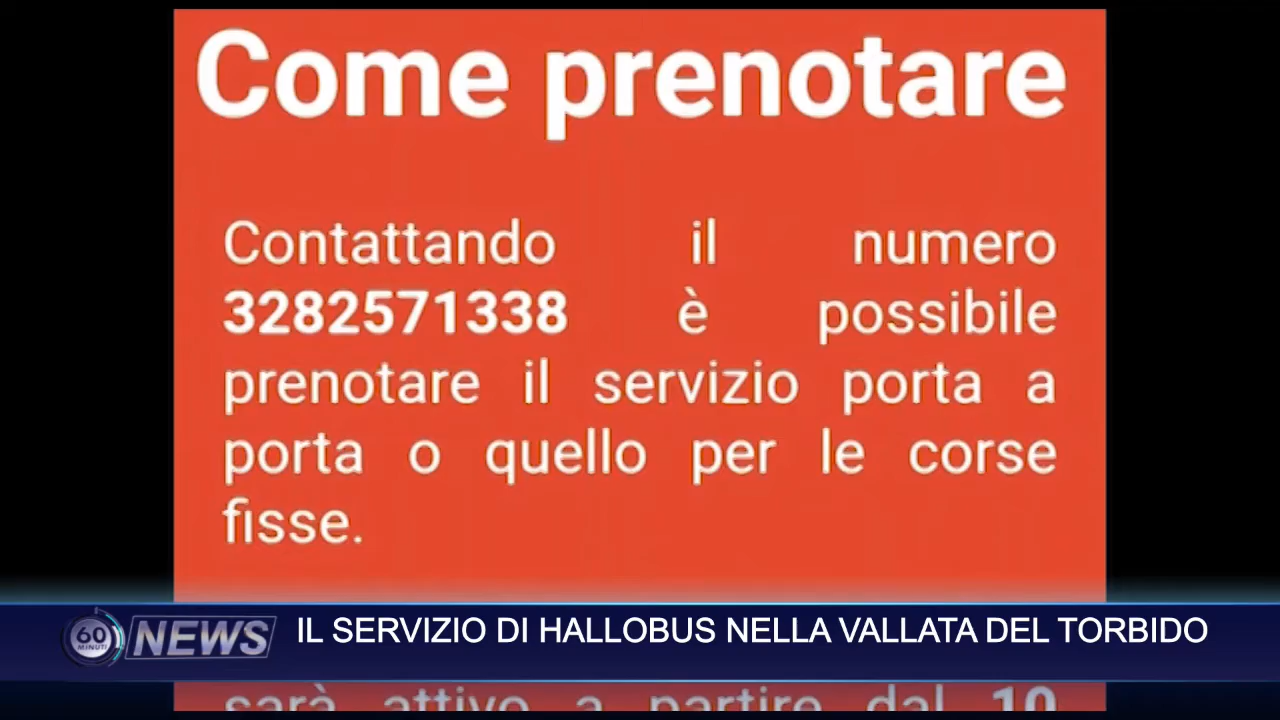 Come prenotare
Contattando il numero
3282571338 è possibile
prenotare il servizio porta a
porta o quello per le corse
fisse.
60
MINUTI
NEWS
IL SERVIZIO DI HALLOBUS NELLA VALLATA DEL TORBIDO
sarà attivo a partire dal 10